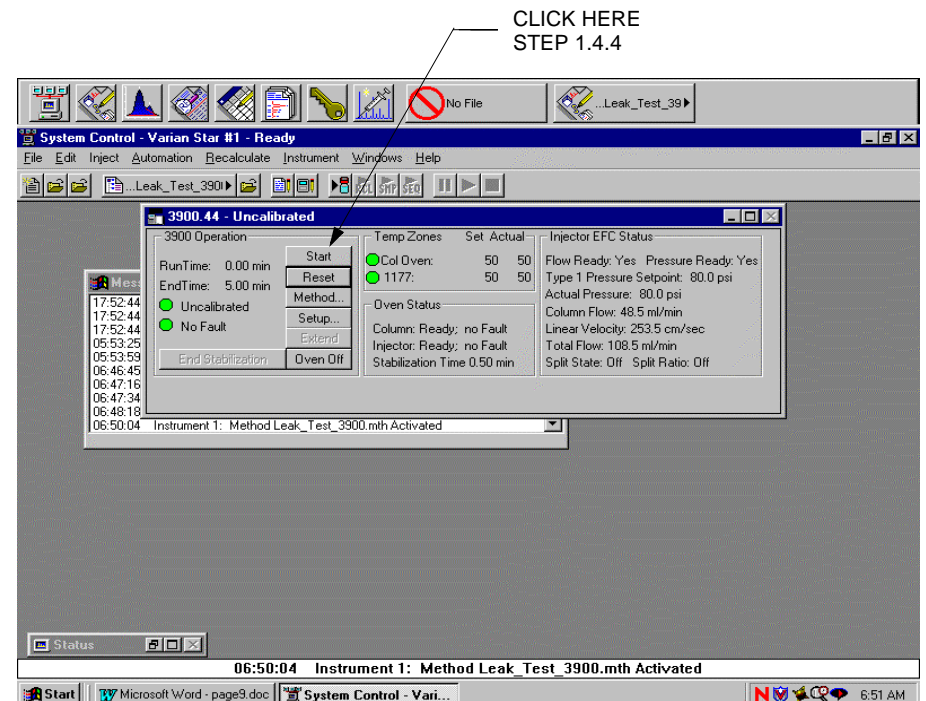 CLICK HERE
STEP 1.4.4
No File
...Leak_Test_39
System Control - Varian Star #1 - Ready
File Edit Inject Automation Recalculate Instrument Windows Help
...Leak_Test_390
RCL SMP SEQ
3900.44 - Uncalibrated
3900 Operation
RunTime: 0.00 min
EndTime: 5.00 min
Uncalibrated
No Fault
End Stabilization
Start
Reset
Method...
Setup...
Extend
Oven Off
Temp Zones Set Actual
Col Oven: 50 50
1177: 50 50
Oven Status
Column: Ready; no Fault
Injector: Ready; no Fault
Stabilization Time 0.50 min
Injector EFC Status
Flow Ready: Yes Pressure Ready: Yes
Type 1 Pressure Setpoint: 80.0 psi
Actual Pressure: 80.0 psi
Column Flow: 48.5 ml/min
Linear Velocity: 253.5 cm/sec
Total Flow: 108.5 ml/min
Split State: Off Split Ratio: Off
Mess
17:52:44
17:52:44
17:52:44
05:53:25
05:53:59
06:46:45
06:47:16
06:47:34
06:48:18
06:50:04 Instrument 1: Method Leak_Test_3900.mth Activated
Status
06:50:04 Instrument 1: Method Leak_Test_3900.mth Activated
Start
Microsoft Word - page9.doc
System Control - Vari...
N
6:51 AM